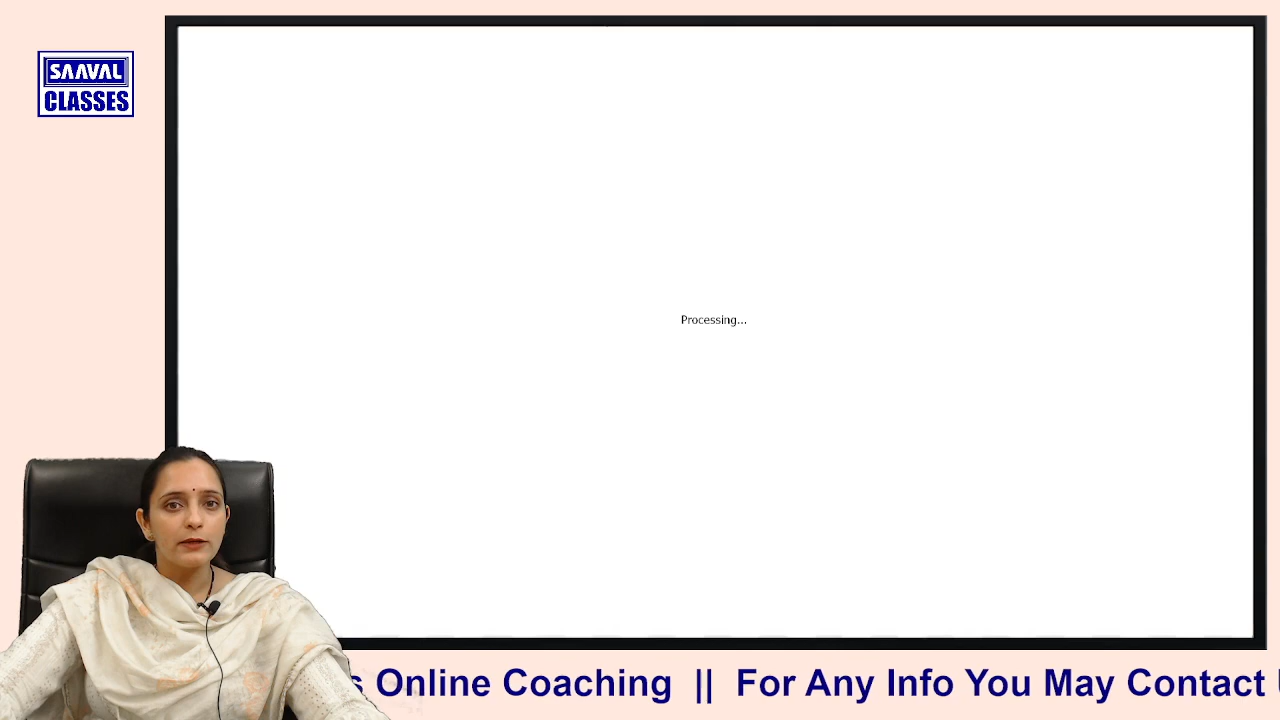 SAAVAL
CLASSES
Processing...
Online Coaching || For Any Info You May Contact